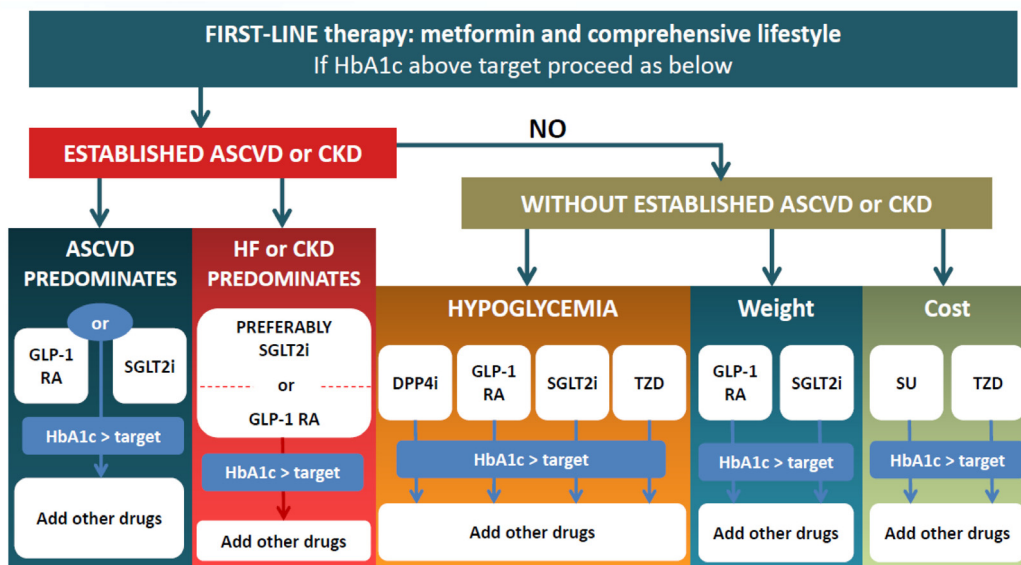 FIRST-LINE therapy: metformin and comprehensive lifestyle
If HbA1c above target proceed as below
ESTABLISHED ASCVD or CKD
NO
WITHOUT ESTABLISHED ASCVD or CKD
ASCVD
PREDOMINATES
or
GLP-1
RA
SGLT2i
HbA1c > target
Add other drugs
HF or CKD
PREDOMINATES
PREFERABLY
SGLT2i
or
GLP-1 RA
HbA1c > target
Add other drugs
HYPOGLYCEMIA
DPP4i
GLP-1
RA
SGLT2i
TZD
HbA1c > target
Add other drugs
Weight
GLP-1
RA
SGLT2i
HbA1c > target
Add other drugs
Cost
SU
TZD
HbA1c > target
Add other drugs